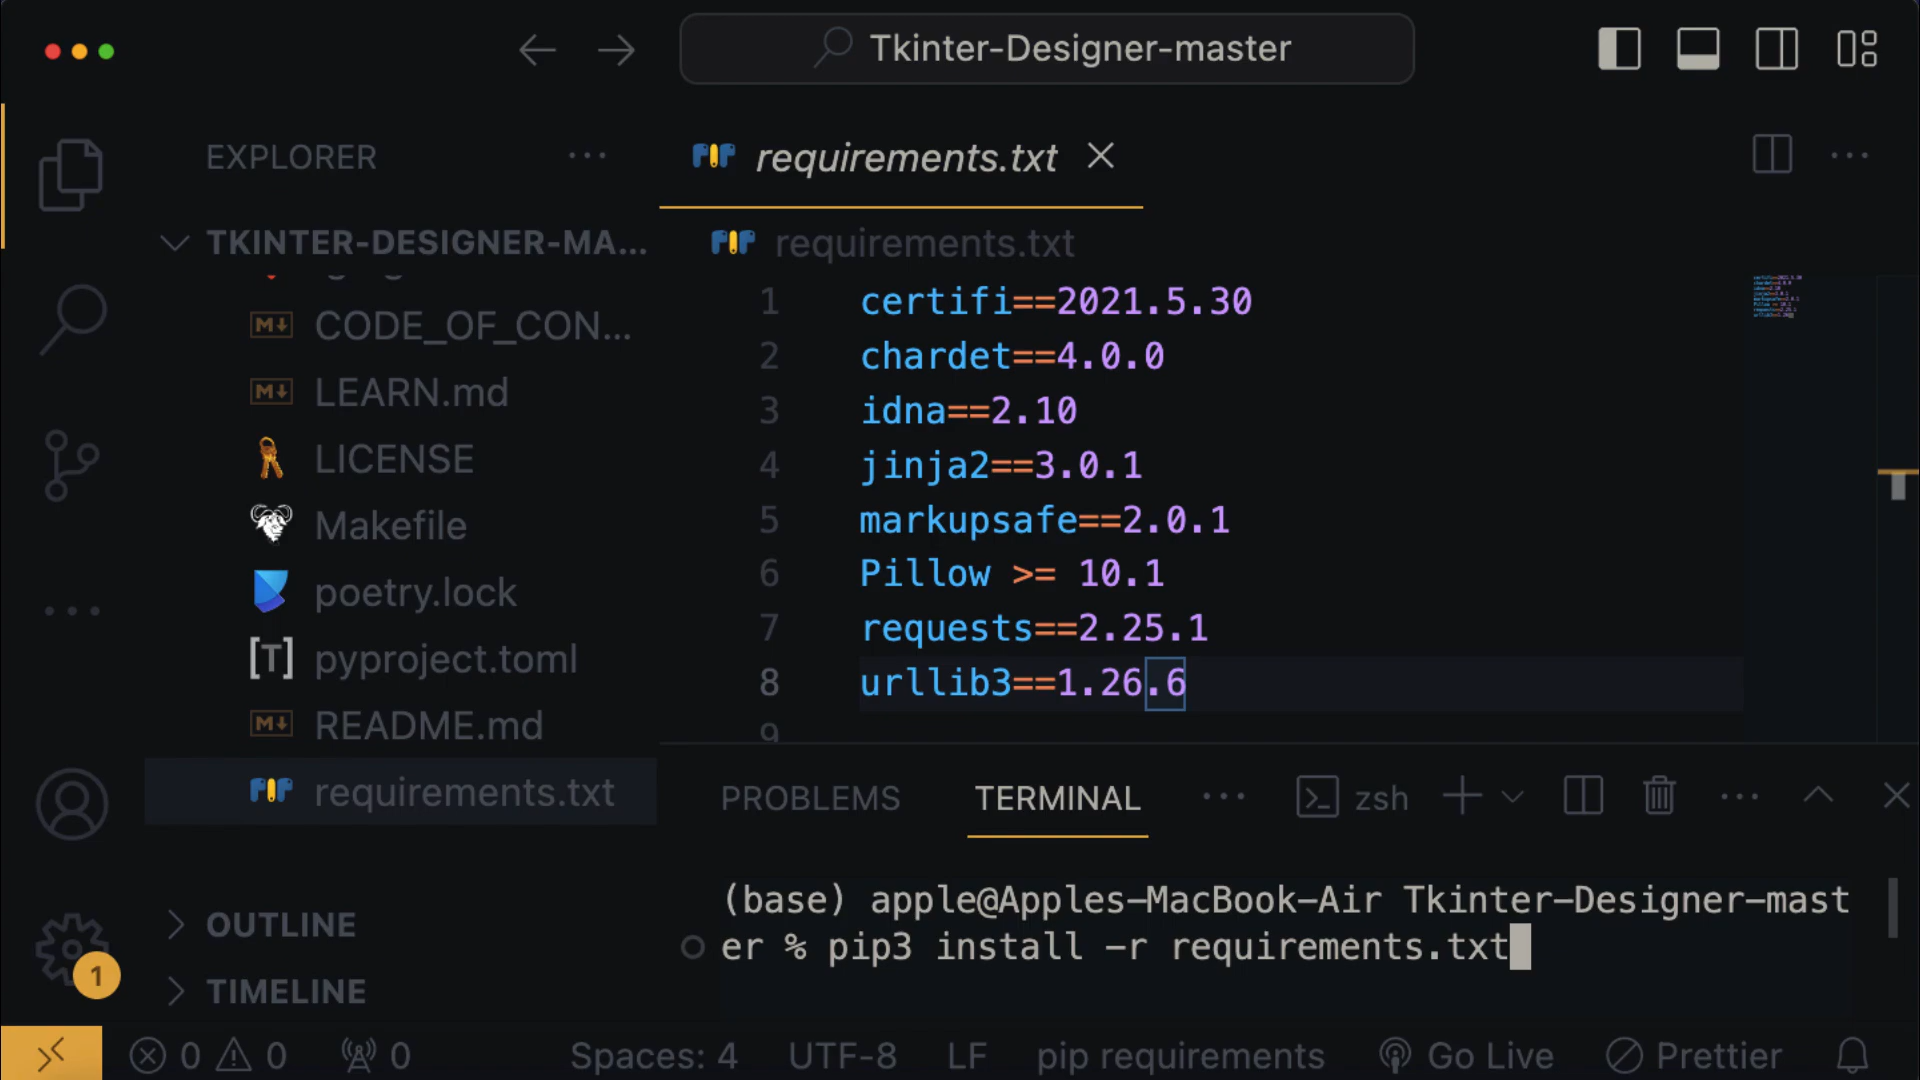 Tkinter-Designer-master
EXPLORER
requirements.txt
TKINTER-DESIGNER-MA...
requirements.txt
CODE_OF_CON...
LEARN.md
LICENSE
Makefile
poetry.lock
pyproject.toml
README.md
requirements.txt
OUTLINE
TIMELINE
1 certifi==2021.5.30
2 chardet==4.0.0
3 idna==2.10
4 jinja2==3.0.1
5 markupsafe==2.0.1
6 Pillow >= 10.1
7 requests==2.25.1
8 urllib3==1.26.6
9
PROBLEMS TERMINAL ... zsh
(base) apple@Apples-MacBook-Air Tkinter-Designer-mast
er % pip3 install -r requirements.txt
1
0 0 0 Spaces: 4 UTF-8 LF pip requirements Go Live Prettier